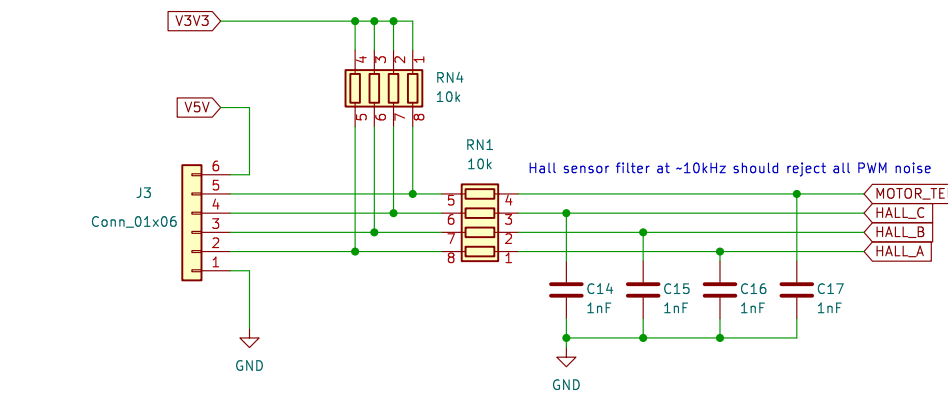 V3V3
4 3 2 1
RN4
10k
5 6 7 8
V5V
RN1
10k
Hall sensor filter at ~10kHz should reject all PWM noise
J3
Conn_01x06
6
5
4
3
2
1
5 4
6 3
7 2
8 1
MOTOR_TE
HALL_C
HALL_B
HALL_A
C14
1nF
C15
1nF
C16
1nF
C17
1nF
GND
GND